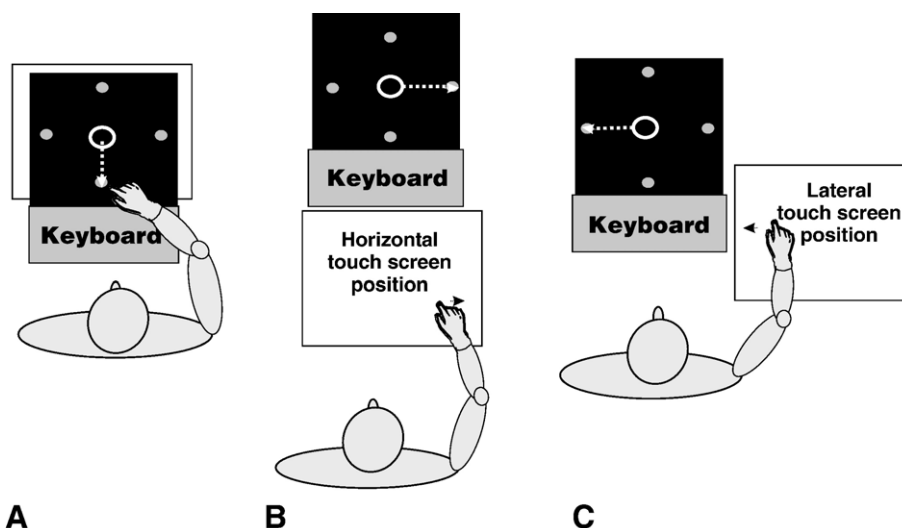 Keyboard
Keyboard
Horizontal
touch screen
position
Keyboard
Lateral
touch screen
position
A
B
C